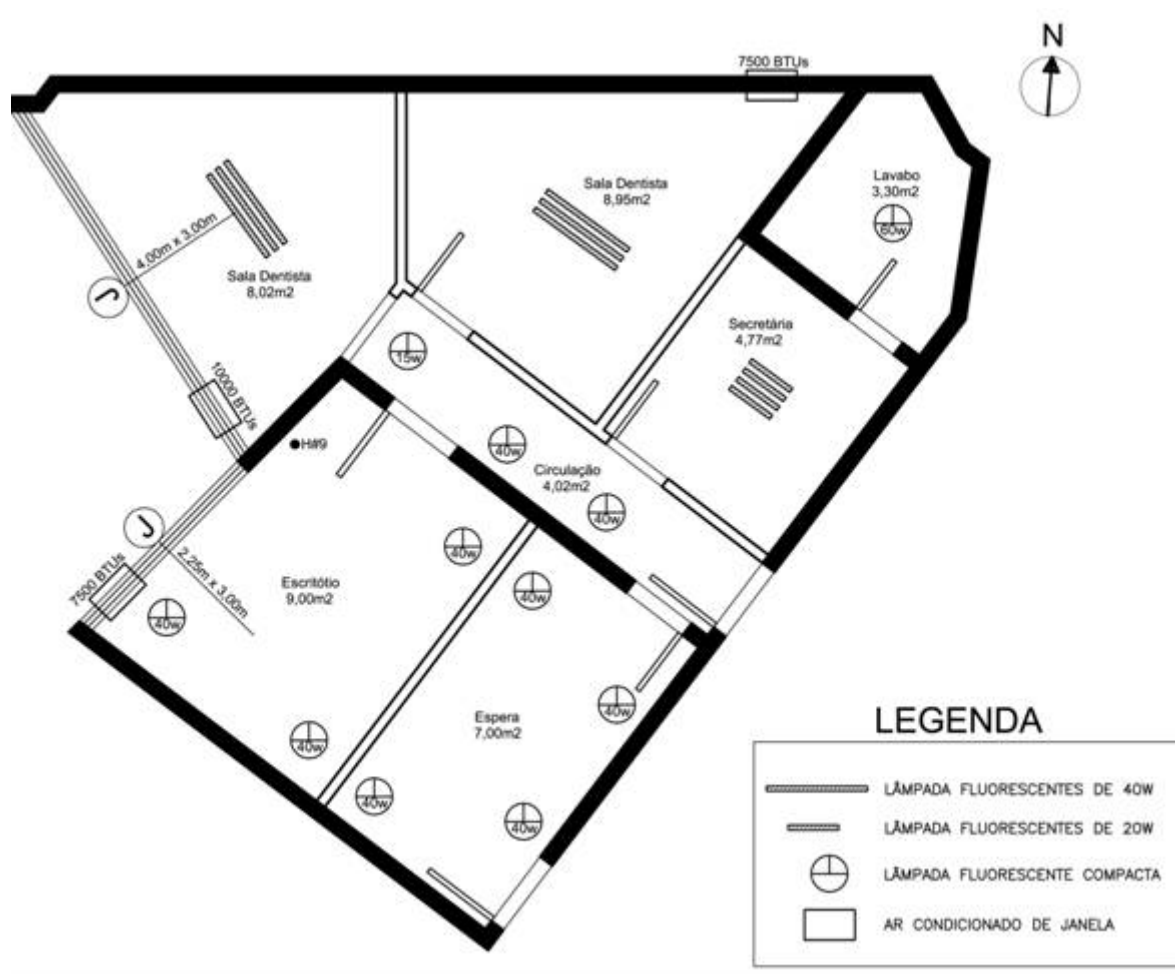 N
7500 BTUs
Lavabo
3,30m2
60w
Sala Dentista
8,95m2
4,00m x 3,00m
J
Sala Dentista
8,02m2
Secretária
4,77m2
15w
10000 BTUs
H#9
40w
Circulação
4,02m2
40w
J
2,25m x 3,00m
7500 BTUs
40w
Escritótio
9,00m2
40w
40w
40w
Espera
7,00m2
40w
40w
40w
LEGENDA
LÂMPADA FLUORESCENTES DE 40W
LÂMPADA FLUORESCENTES DE 20W
LÂMPADA FLUORESCENTE COMPACTA
AR CONDICIONADO DE JANELA